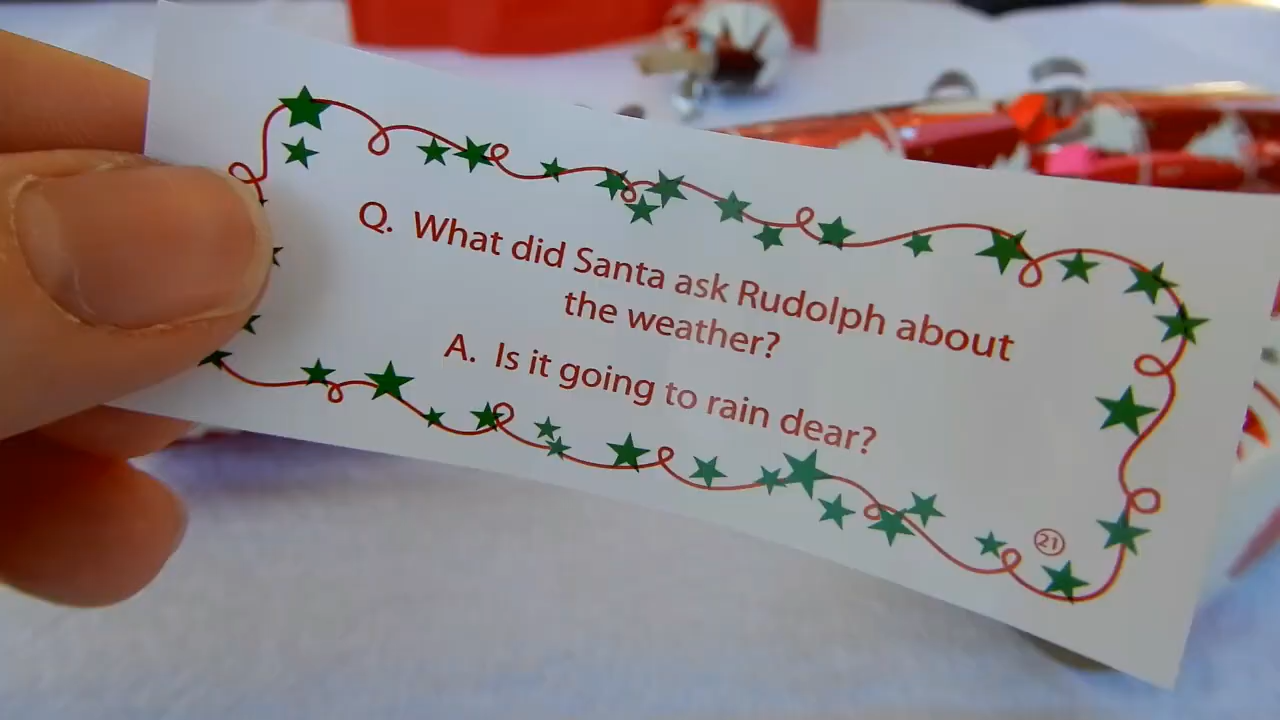 Q. What did Santa ask Rudolph about
the weather?
A. Is it going to rain dear?
21